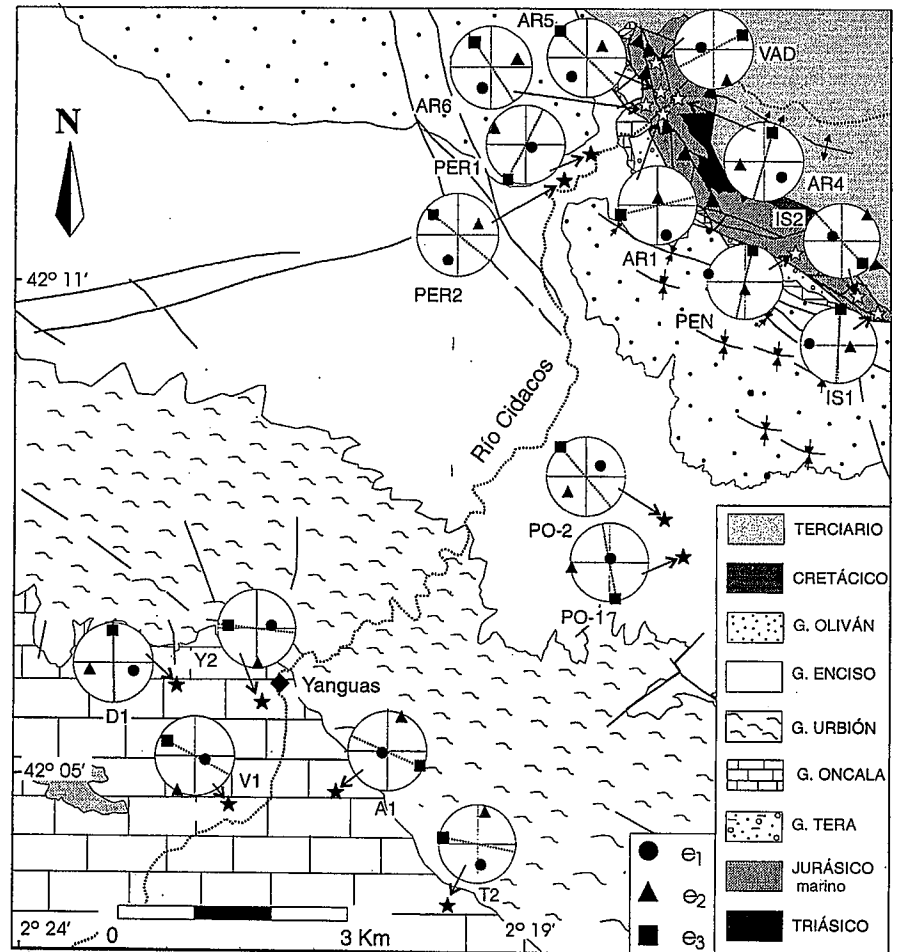 AR5
VAD
N
AR6
PER1
AR4
IS2
AR1
PER2
42° 11′
PEN
IS1
Río Cidacos
PO-2
PO-17
Y2
Yanguas
D1
42° 05′
V1
A1
T2
2° 24′
0
3 Km
2° 19′
e1
e2
e3
TERCIARIO
CRETÁCICO
G. OLIVÁN
G. ENCISO
G. URBIÓN
G. ONCALA
G. TERA
JURÁSICO
marino
TRIÁSICO